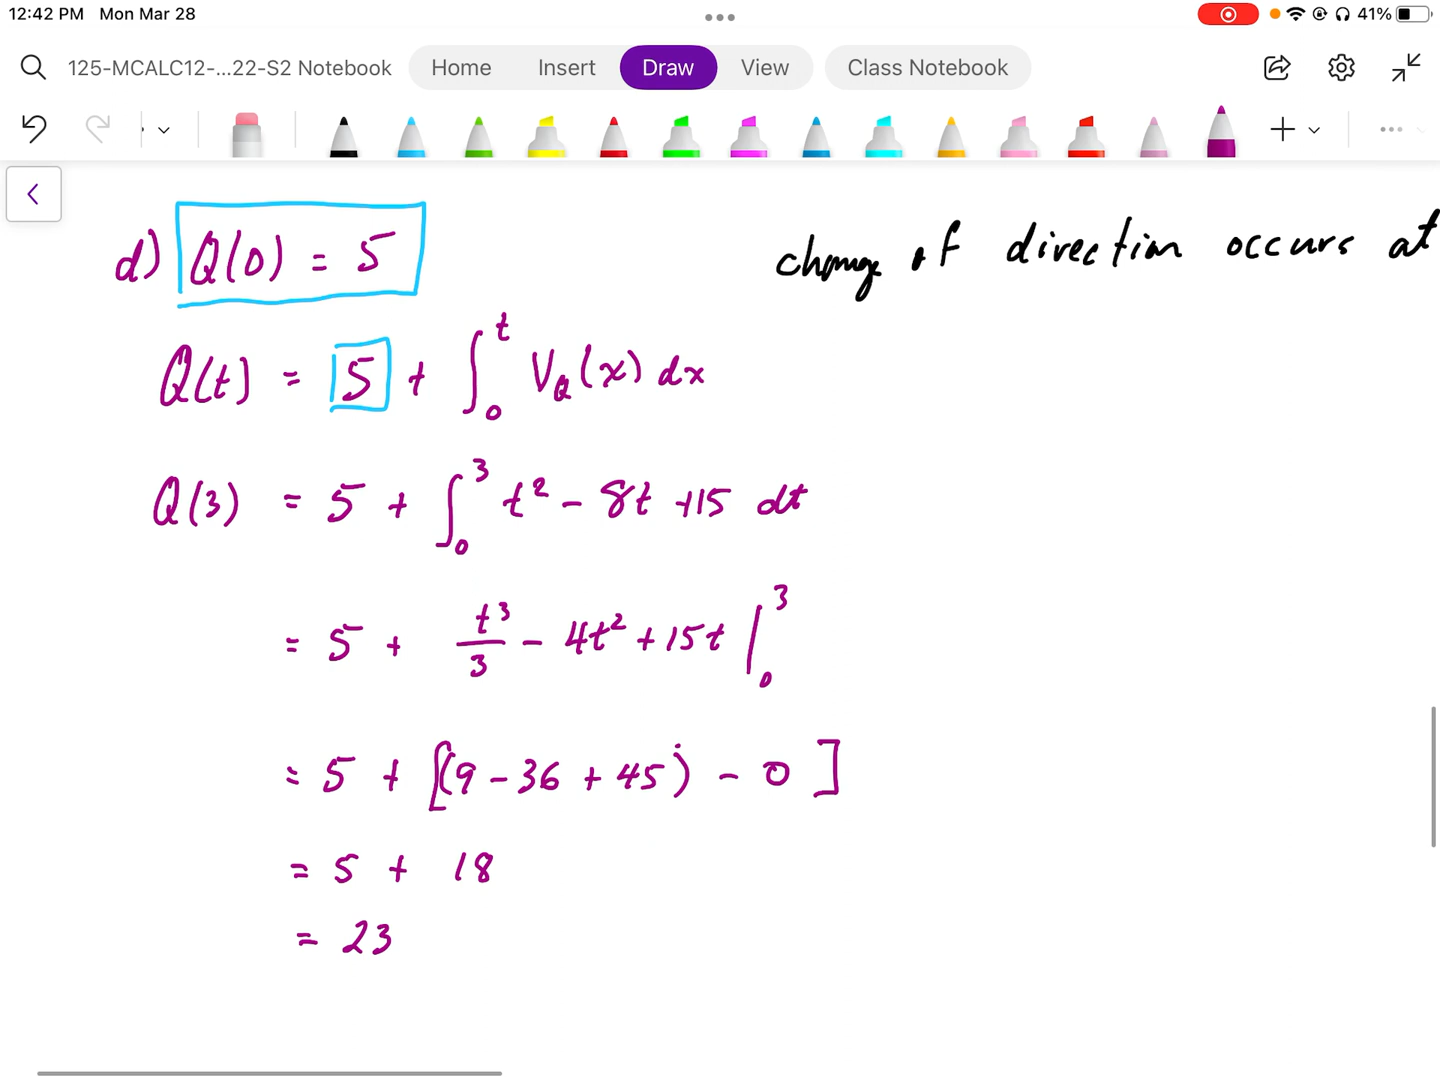 12:42 PM Mon Mar 28
41%
125-MCALC12-...22-S2 Notebook Home Insert Draw View Class Notebook
d) Q(0) = 5
change of direction occurs at
Q(t) = 5 + ∫₀ᵗ V_Q(x) dx
Q(3) = 5 + ∫₀³ t² - 8t +15 dt
= 5 + t³/3 - 4t² + 15t |₀³
= 5 + [(9 - 36 + 45) - 0]
= 5 + 18
= 23